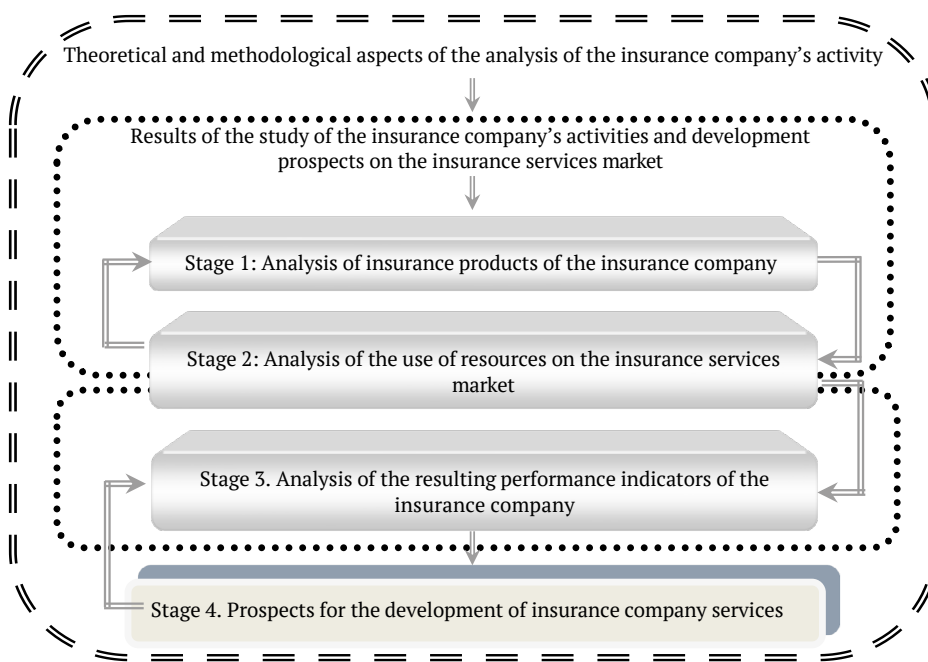 Theoretical and methodological aspects of the analysis of the insurance company’s activity
Results of the study of the insurance company’s activities and development
prospects on the insurance services market
Stage 1: Analysis of insurance products of the insurance company
Stage 2: Analysis of the use of resources on the insurance services
market
Stage 3. Analysis of the resulting performance indicators of the
insurance company
Stage 4. Prospects for the development of insurance company services